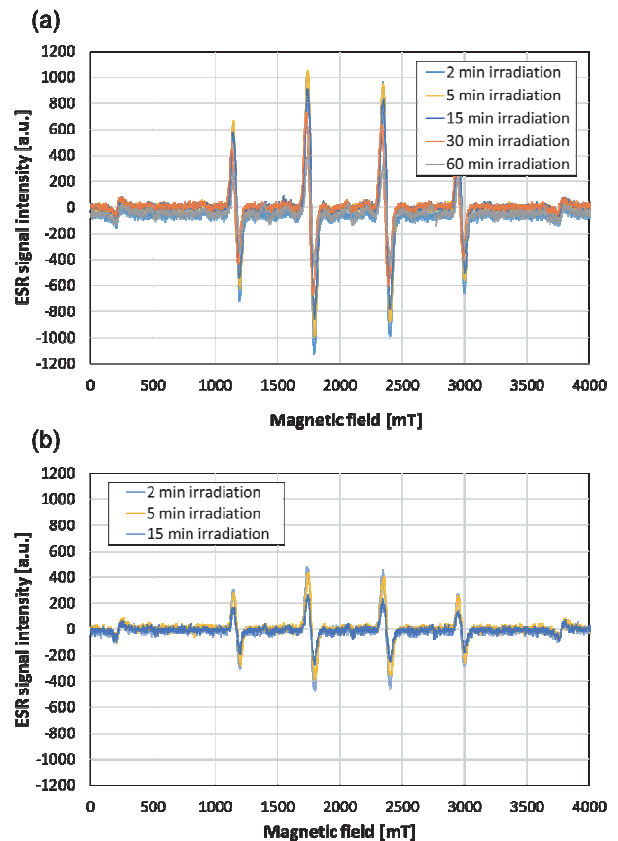 (a)
1200
1000
800
600
400
200
0
-200
-400
-600
-800
-1000
-1200
ESR signal intensity [a.u.]
2 min irradiation
5 min irradiation
15 min irradiation
30 min irradiation
60 min irradiation
0 500 1000 1500 2000 2500 3000 3500 4000
Magnetic field [mT]
(b)
1200
1000
800
600
400
200
0
-200
-400
-600
-800
-1000
-1200
ESR signal intensity [a.u.]
2 min irradiation
5 min irradiation
15 min irradiation
0 500 1000 1500 2000 2500 3000 3500 4000
Magnetic field [mT]